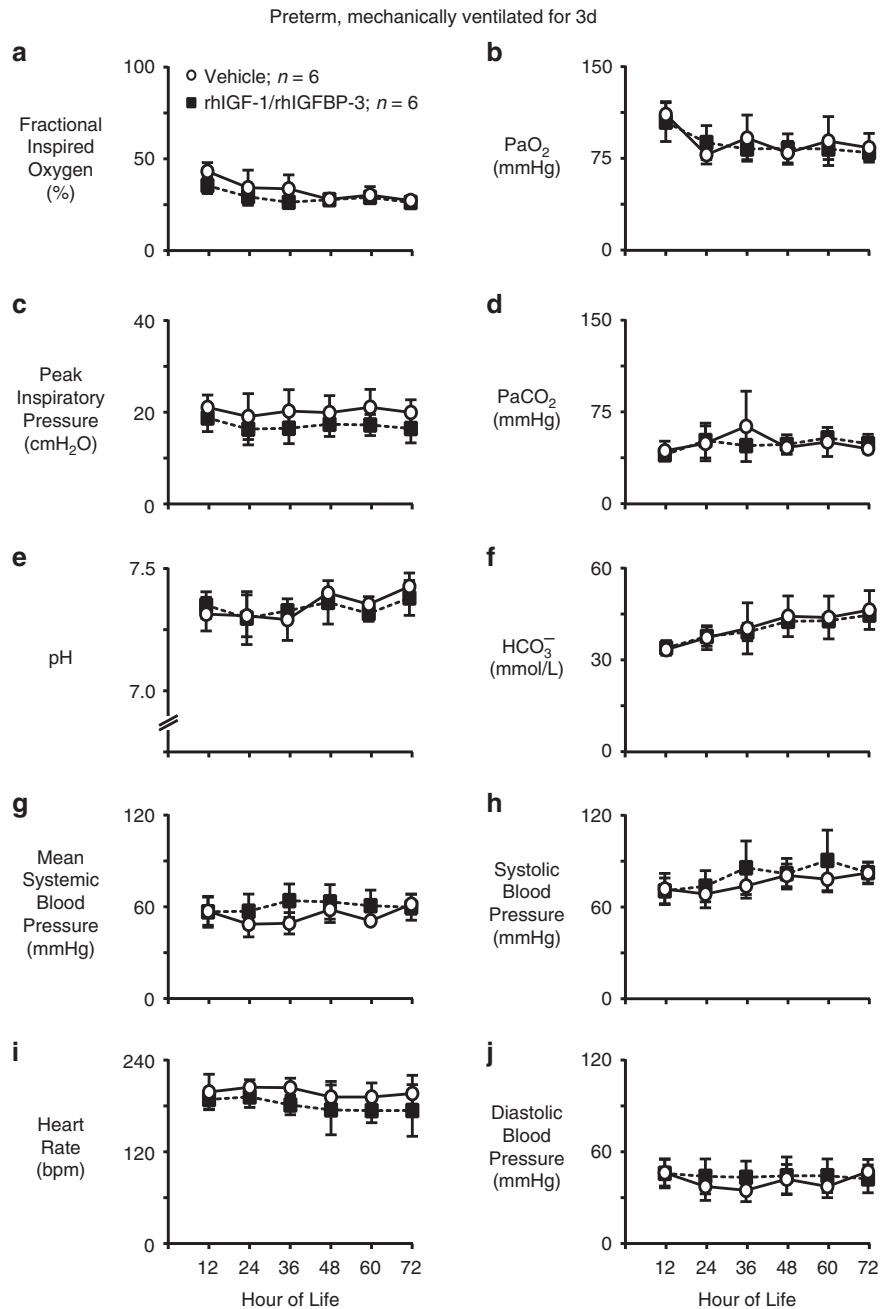 Preterm, mechanically ventilated for 3d
a
Fractional
Inspired
Oxygen
(%)
100
50
0
Vehicle; n = 6
rhIGF-1/rhIGFBP-3; n = 6
b
PaO2
(mmHg)
150
75
0
c
Peak
Inspiratory
Pressure
(cmH2O)
40
20
0
d
PaCO2
(mmHg)
150
75
0
e
pH
7.5
7.0
f
HCO3−
(mmol/L)
60
30
0
g
Mean
Systemic
Blood
Pressure
(mmHg)
120
60
0
h
Systolic
Blood
Pressure
(mmHg)
120
60
0
i
Heart
Rate
(bpm)
240
120
0
12 24 36 48 60 72
Hour of Life
j
Diastolic
Blood
Pressure
(mmHg)
120
60
0
12 24 36 48 60 72
Hour of Life